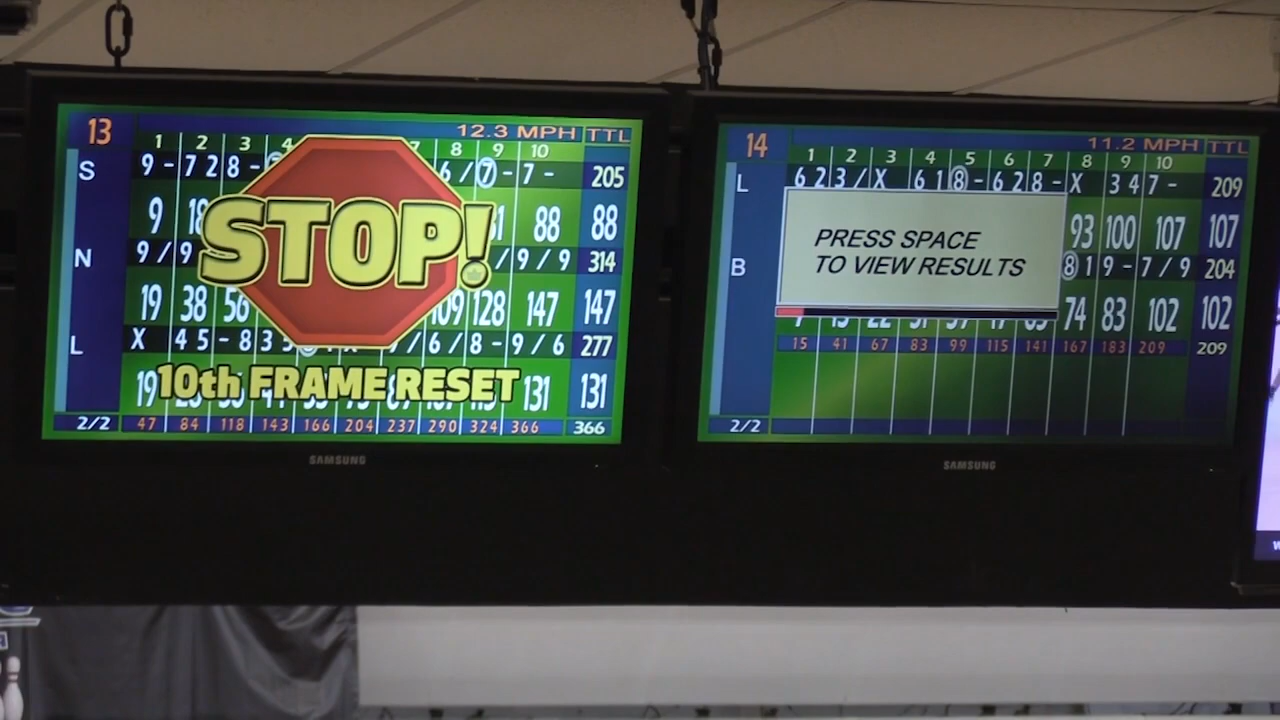 13 12.3 MPH TTL
1 2 3 4 7 8 9 10
S 9 - 7 2 8 - 6 / 7 - 7 - 205
9 88 88
N 9 / 9 / 9 / 9 314
19 38 56 109 128 147 147
L X 4 5 - 8 3 / 6 / 8 - 9 / 6 277
19 131 131
STOP!
10th FRAME RESET
2/2 47 84 118 143 166 204 237 290 324 366 366
SAMSUNG
14 11.2 MPH TTL
1 2 3 4 5 6 7 8 9 10
L 6 2 3 / X 6 1 8 - 6 2 8 - X 3 4 7 - 209
93 100 107 107
B 8 1 9 - 7 / 9 204
74 83 102 102
PRESS SPACE
TO VIEW RESULTS
15 41 67 83 99 115 141 167 183 209 209
2/2
SAMSUNG